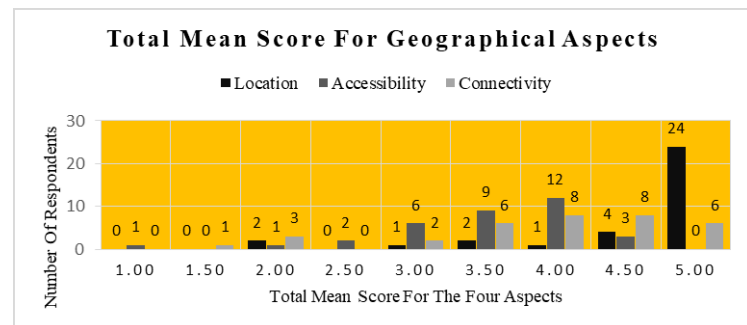 Total Mean Score For Geographical Aspects
Location Accessibility Connectivity
Number Of Respondents
30
20
10
0
0 1 0 0 0 1 2 1 3 0 2 0 1 6 2 2 9 6 1 12 8 4 3 8 24 0 6
1.00 1.50 2.00 2.50 3.00 3.50 4.00 4.50 5.00
Total Mean Score For The Four Aspects